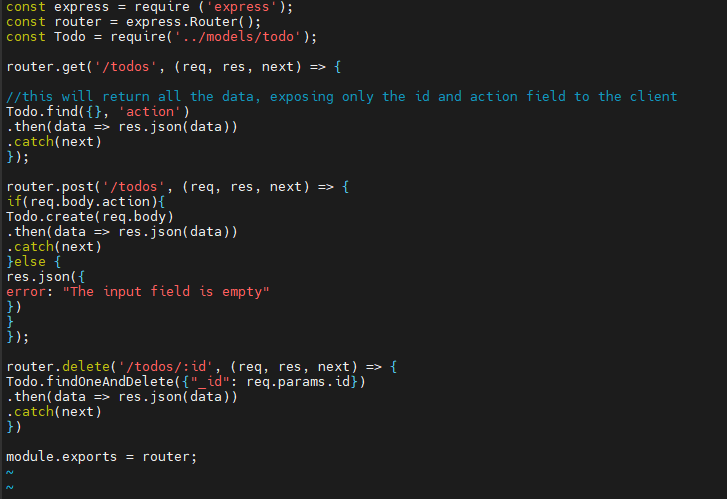 const express = require ('express');
const router = express.Router();
const Todo = require('../models/todo');
router.get('/todos', (req, res, next) => {
//this will return all the data, exposing only the id and action field to the client
Todo.find({}, 'action')
.then(data => res.json(data))
.catch(next)
});
router.post('/todos', (req, res, next) => {
if(req.body.action){
Todo.create(req.body)
.then(data => res.json(data))
.catch(next)
}else {
res.json({
error: "The input field is empty"
})
}
});
router.delete('/todos/:id', (req, res, next) => {
Todo.findOneAndDelete({"_id": req.params.id})
.then(data => res.json(data))
.catch(next)
})
module.exports = router;
~
~